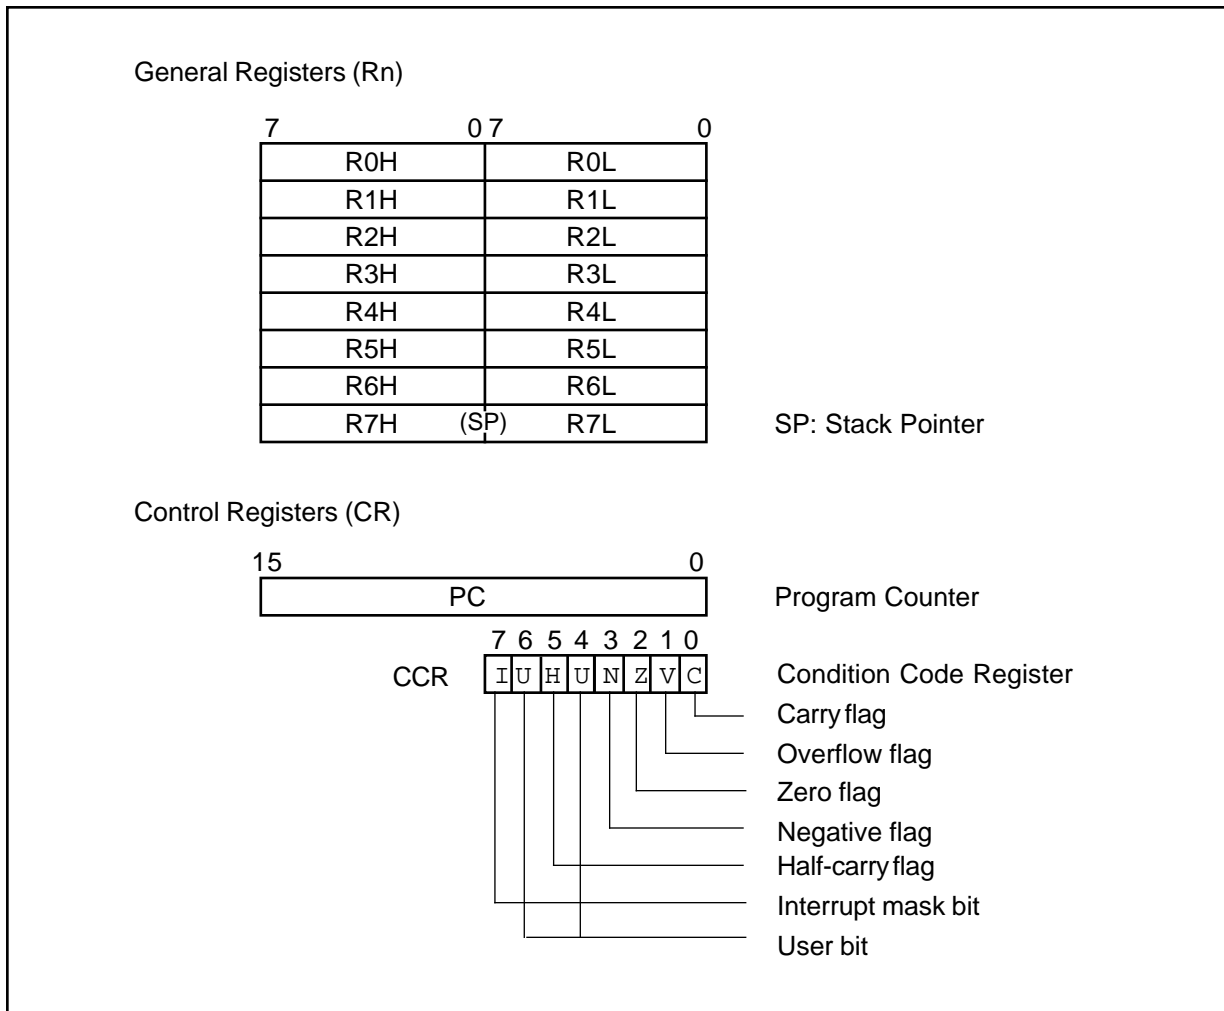 General Registers (Rn)
7 0 7 0
R0H R0L
R1H R1L
R2H R2L
R3H R3L
R4H R4L
R5H R5L
R6H R6L
R7H (SP) R7L SP: Stack Pointer
Control Registers (CR)
15 0
PC Program Counter
7 6 5 4 3 2 1 0
CCR I U H U N Z V C Condition Code Register
Carry flag
Overflow flag
Zero flag
Negative flag
Half-carry flag
Interrupt mask bit
User bit